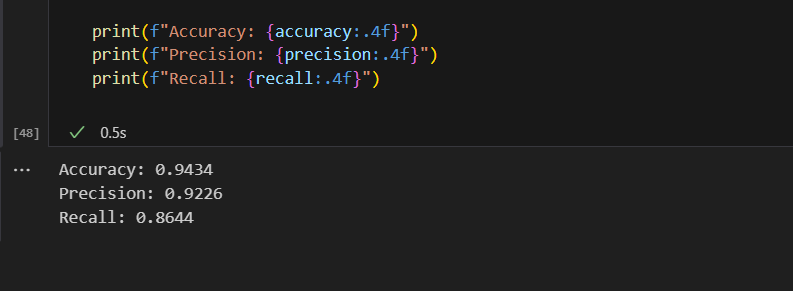 print(f"Accuracy: {accuracy:.4f}")
print(f"Precision: {precision:.4f}")
print(f"Recall: {recall:.4f}")
[48] ✓ 0.5s
... Accuracy: 0.9434
Precision: 0.9226
Recall: 0.8644